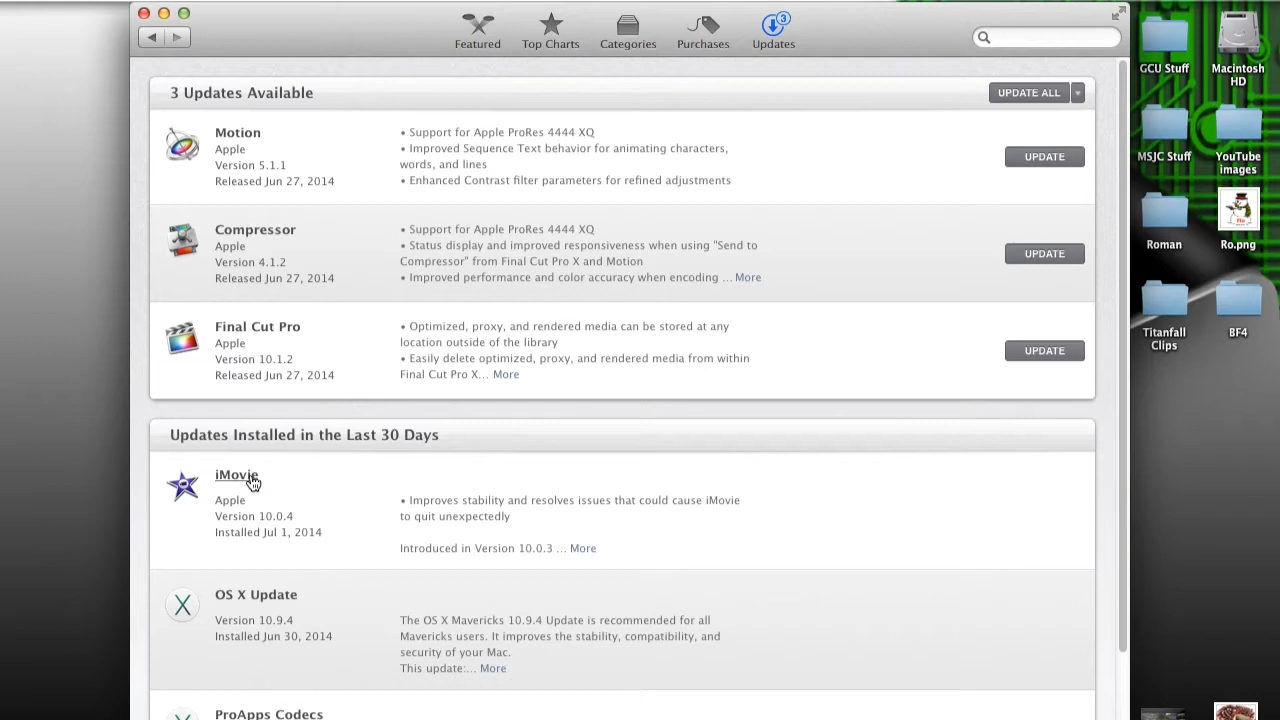 Featured
Top Charts
Categories
Purchases
3
Updates
3 Updates Available
UPDATE ALL
Motion
Apple
Version 5.1.1
Released Jun 27, 2014
• Support for Apple ProRes 4444 XQ
• Improved Sequence Text behavior for animating characters,
words, and lines
• Enhanced Contrast filter parameters for refined adjustments
UPDATE
Compressor
Apple
Version 4.1.2
Released Jun 27, 2014
• Support for Apple ProRes 4444 XQ
• Status display and improved responsiveness when using "Send to
Compressor" from Final Cut Pro X and Motion
• Improved performance and color accuracy when encoding ... More
UPDATE
Final Cut Pro
Apple
Version 10.1.2
Released Jun 27, 2014
• Optimized, proxy, and rendered media can be stored at any
location outside of the library
• Easily delete optimized, proxy, and rendered media from within
Final Cut Pro X... More
UPDATE
Updates Installed in the Last 30 Days
iMovie
Apple
Version 10.0.4
Installed Jul 1, 2014
• Improves stability and resolves issues that could cause iMovie
to quit unexpectedly
Introduced in Version 10.0.3 ... More
OS X Update
Version 10.9.4
Installed Jun 30, 2014
The OS X Mavericks 10.9.4 Update is recommended for all
Mavericks users. It improves the stability, compatibility, and
security of your Mac.
This update:... More
ProApps Codecs
GCU Stuff
Macintosh
HD
MSJC Stuff
YouTube
images
Roman
Ro.png
Titanfall
Clips
BF4